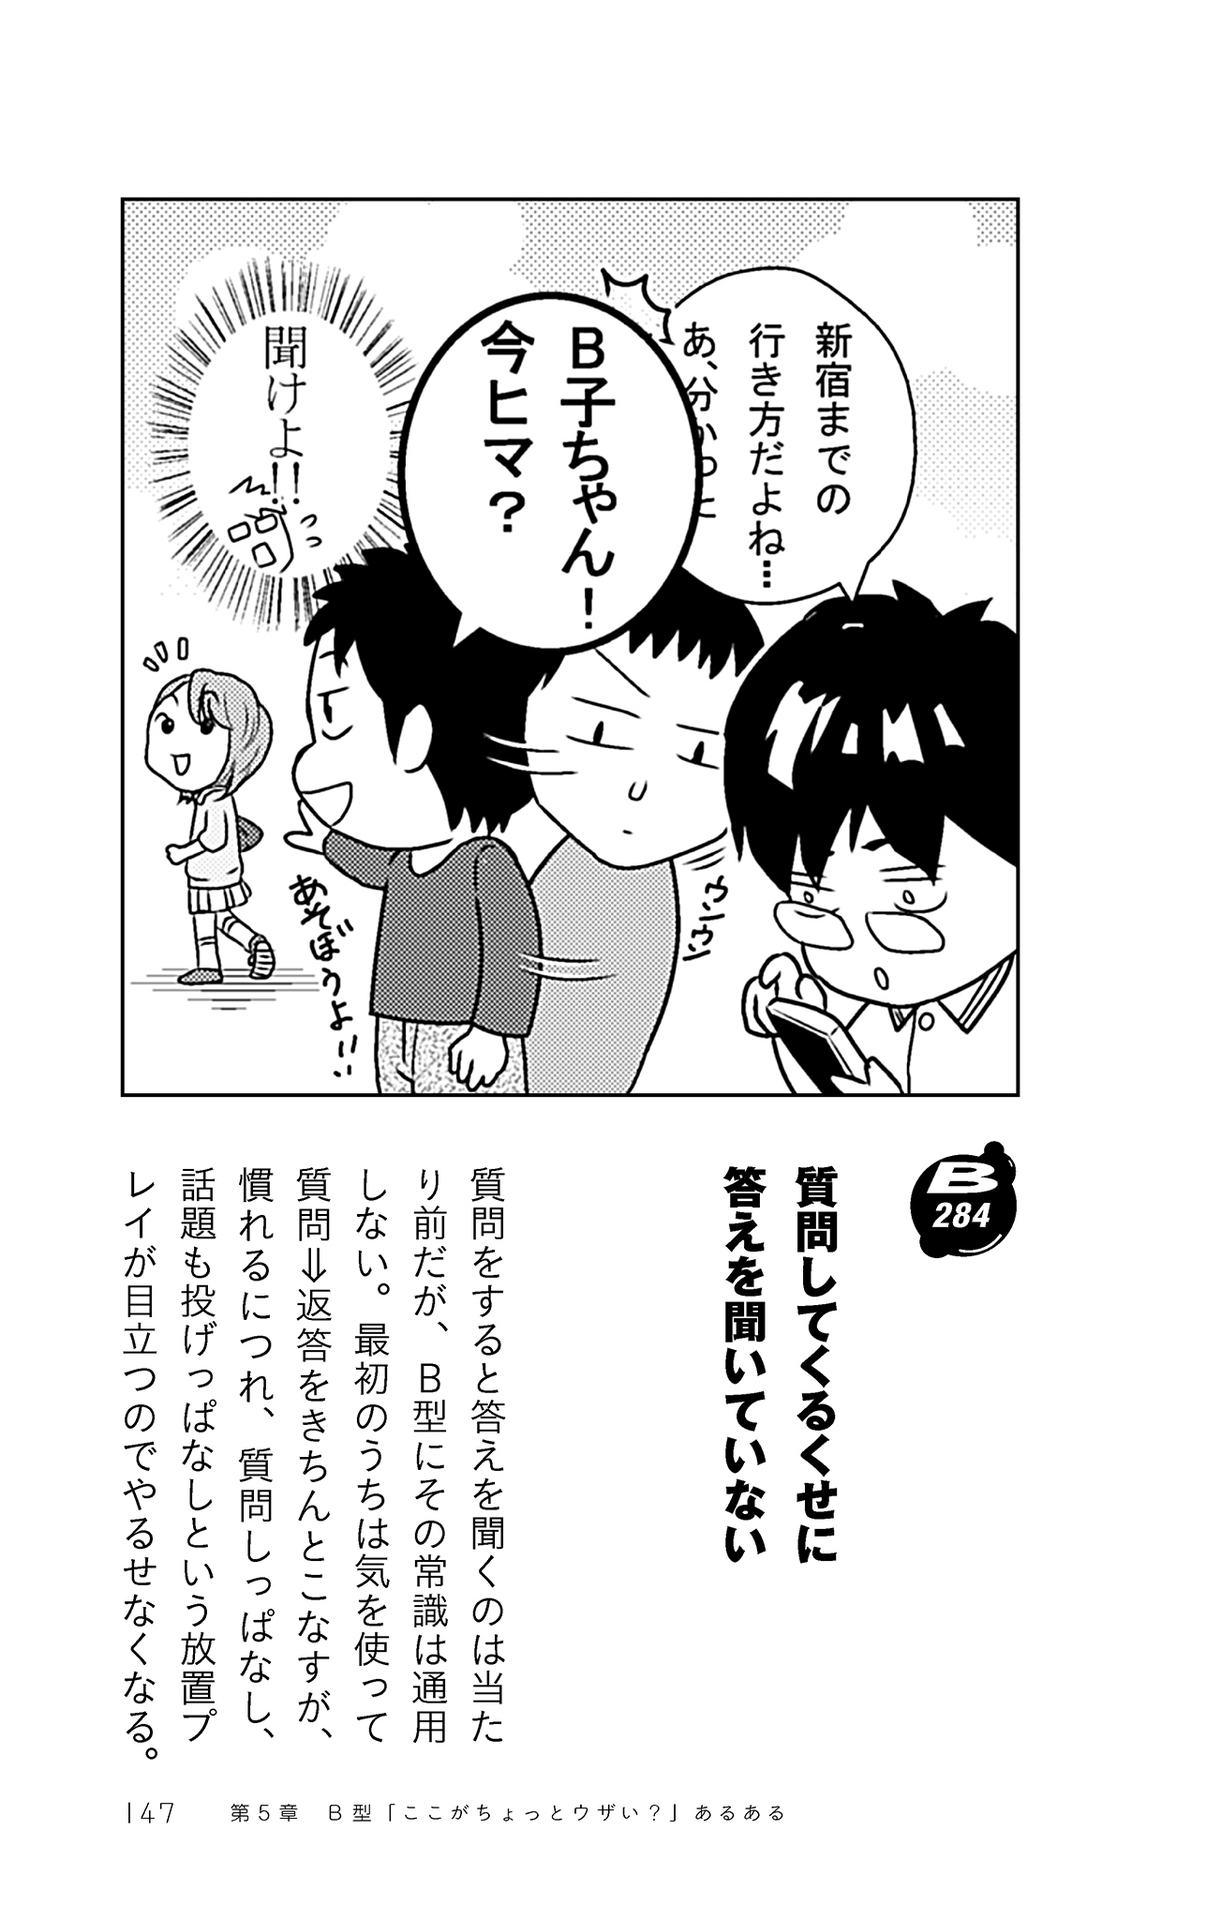 新宿までの
行き方だよね…
あ、分かっ
B子ちゃん！
今ヒマ？
聞けよ!!
ウンウン
あそぼうよ!!
B
284
質問してくるくせに
答えを聞いていない
質問をすると答えを聞くのは当た
り前だが、B型にその常識は通用
しない。最初のうちは気を使って
質問⇒返答をきちんとこなすが、
慣れるにつれ、質問しっぱなし、
話題も投げっぱなしという放置プ
レイが目立つのでやるせなくなる。
147 第5章 B型「ここがちょっとウザい？」あるある